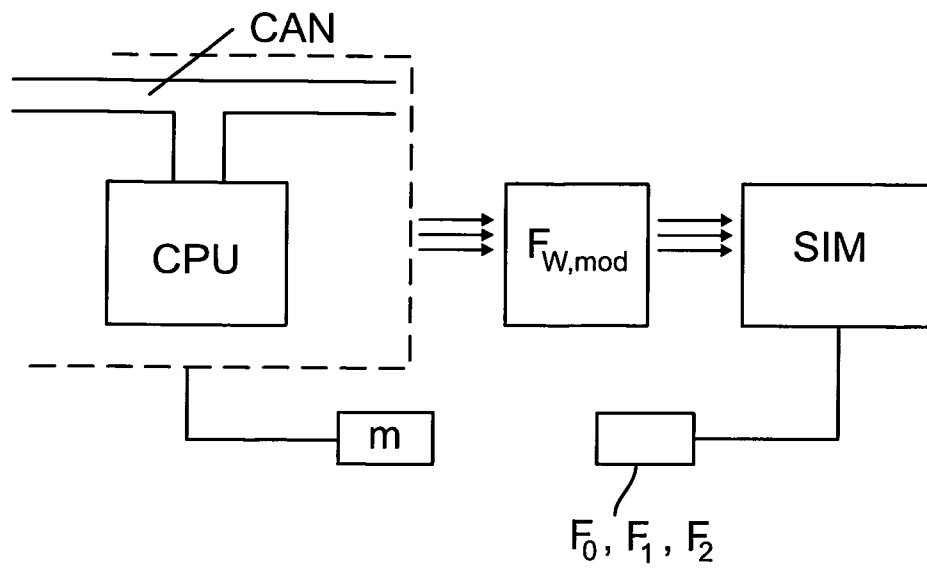 CAN
CPU
F_W,mod
SIM
m
F_0, F_1, F_2